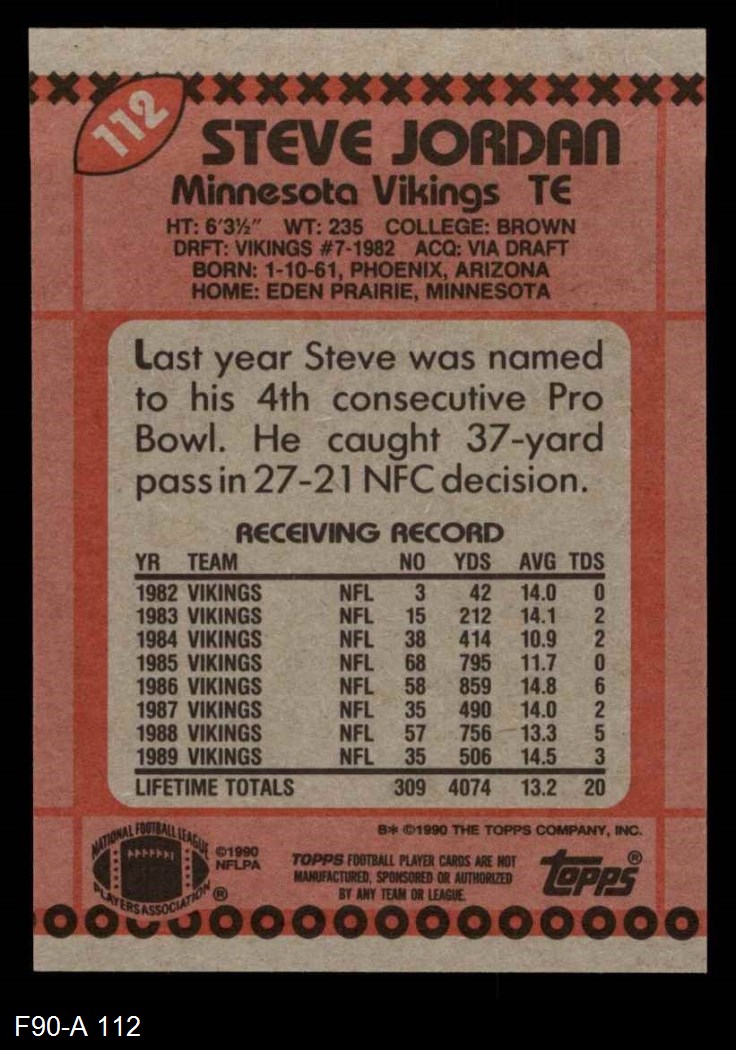 112
STEVE JORDAN
Minnesota Vikings TE
HT: 6'3½" WT: 235 COLLEGE: BROWN
DRFT: VIKINGS #7-1982 ACQ: VIA DRAFT
BORN: 1-10-61, PHOENIX, ARIZONA
HOME: EDEN PRAIRIE, MINNESOTA
Last year Steve was named
to his 4th consecutive Pro
Bowl. He caught 37-yard
pass in 27-21 NFC decision.
RECEIVING RECORD
YR TEAM NO YDS AVG TDS
1982 VIKINGS NFL 3 42 14.0 0
1983 VIKINGS NFL 15 212 14.1 2
1984 VIKINGS NFL 38 414 10.9 2
1985 VIKINGS NFL 68 795 11.7 0
1986 VIKINGS NFL 58 859 14.8 6
1987 VIKINGS NFL 35 490 14.0 2
1988 VIKINGS NFL 57 756 13.3 5
1989 VIKINGS NFL 35 506 14.5 3
LIFETIME TOTALS 309 4074 13.2 20
B* ©1990 THE TOPPS COMPANY, INC.
NATIONAL FOOTBALL LEAGUE
PLAYERS ASSOCIATION ®
©1990
NFLPA
TOPPS FOOTBALL PLAYER CARDS ARE NOT
MANUFACTURED, SPONSORED OR AUTHORIZED
BY ANY TEAM OR LEAGUE.
topps®
F90-A 112